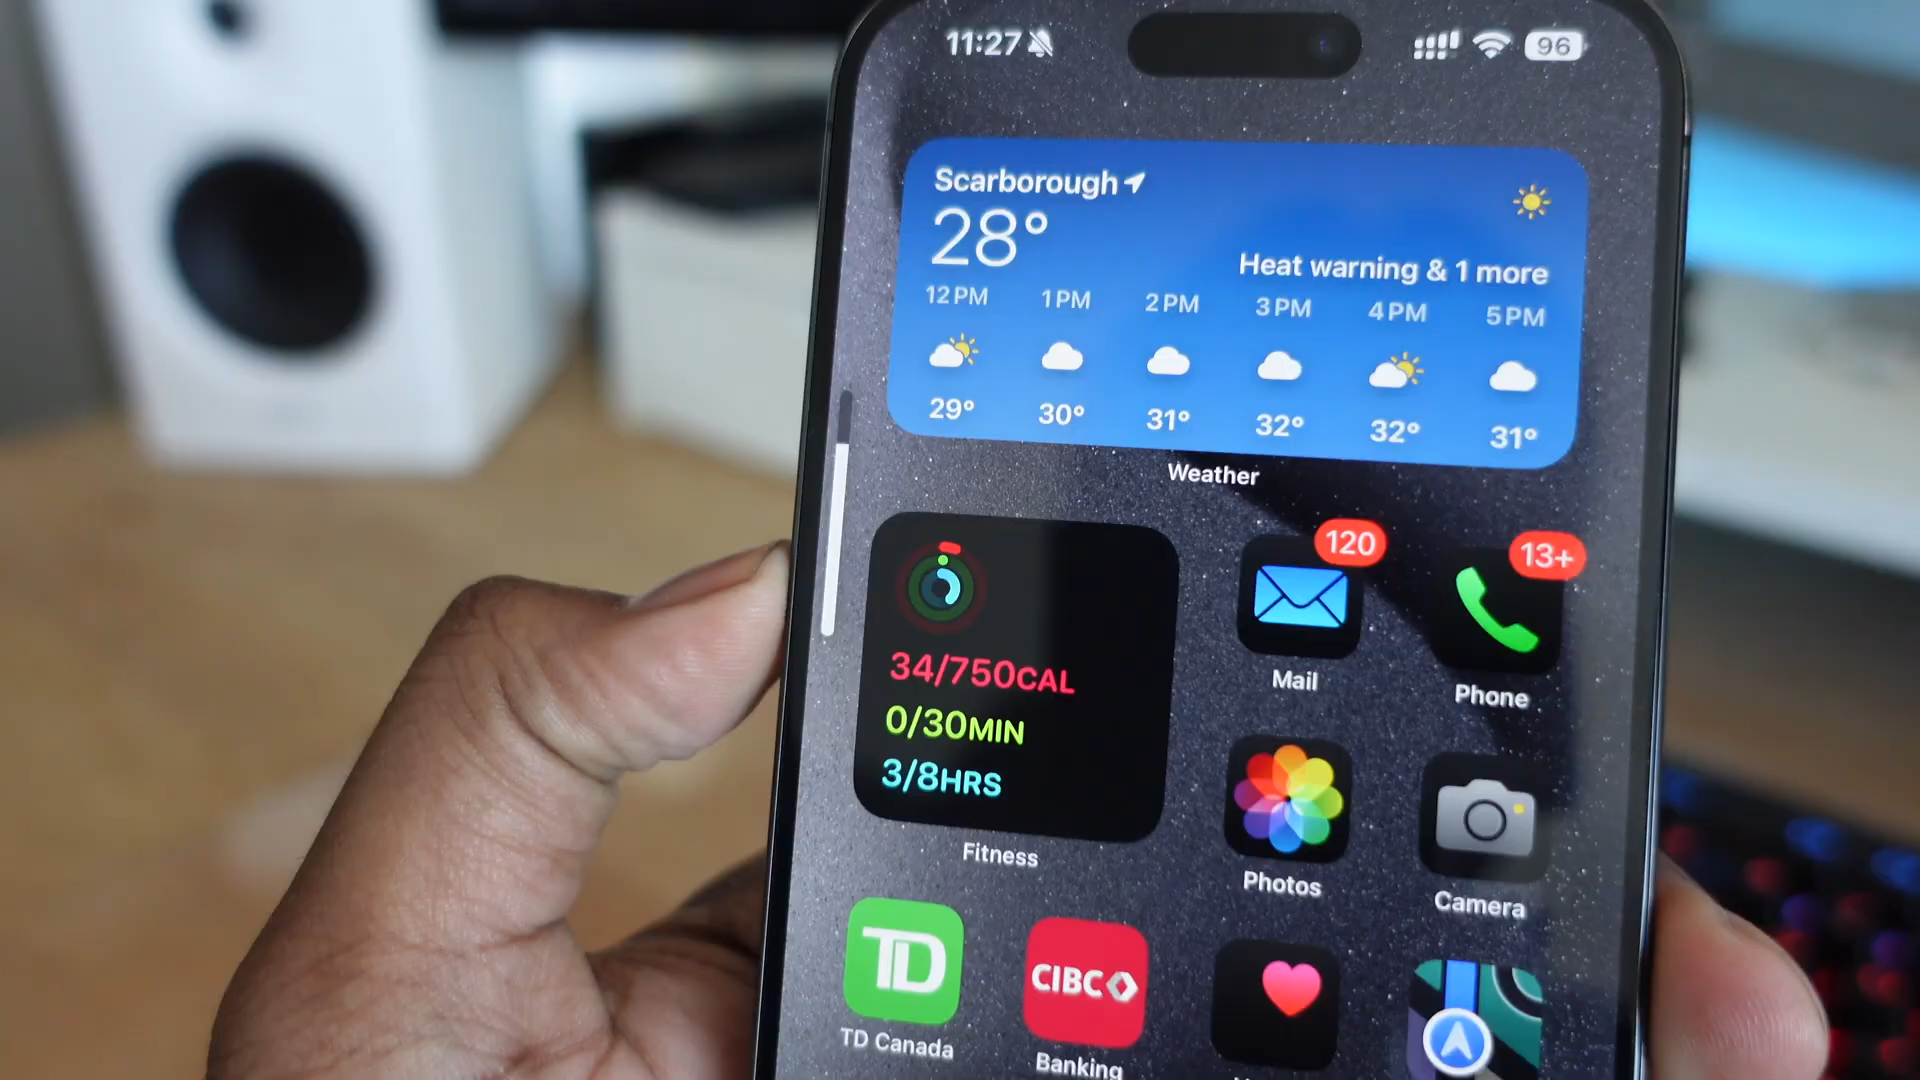 11:27
96
Scarborough
28°
Heat warning & 1 more
12 PM 1 PM 2 PM 3 PM 4 PM 5 PM
29° 30° 31° 32° 32° 31°
Weather
34/750CAL
0/30MIN
3/8HRS
Fitness
120
Mail
13+
Phone
Photos
Camera
TD
TD Canada
CIBC
Banking